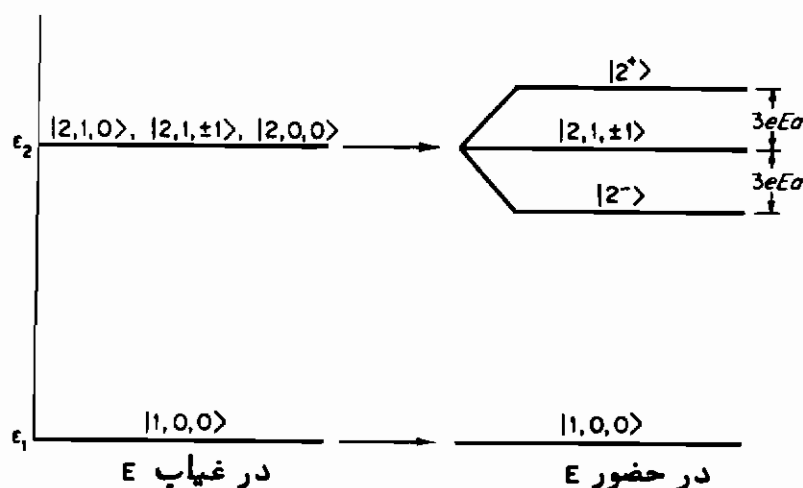 |2⁺⟩
|2,1,0⟩, |2,1,±1⟩, |2,0,0⟩
|2,1,±1⟩
3eEa
ε₂
3eEa
|2⁻⟩
|1,0,0⟩
|1,0,0⟩
ε₁
در غیاب E
در حضور E